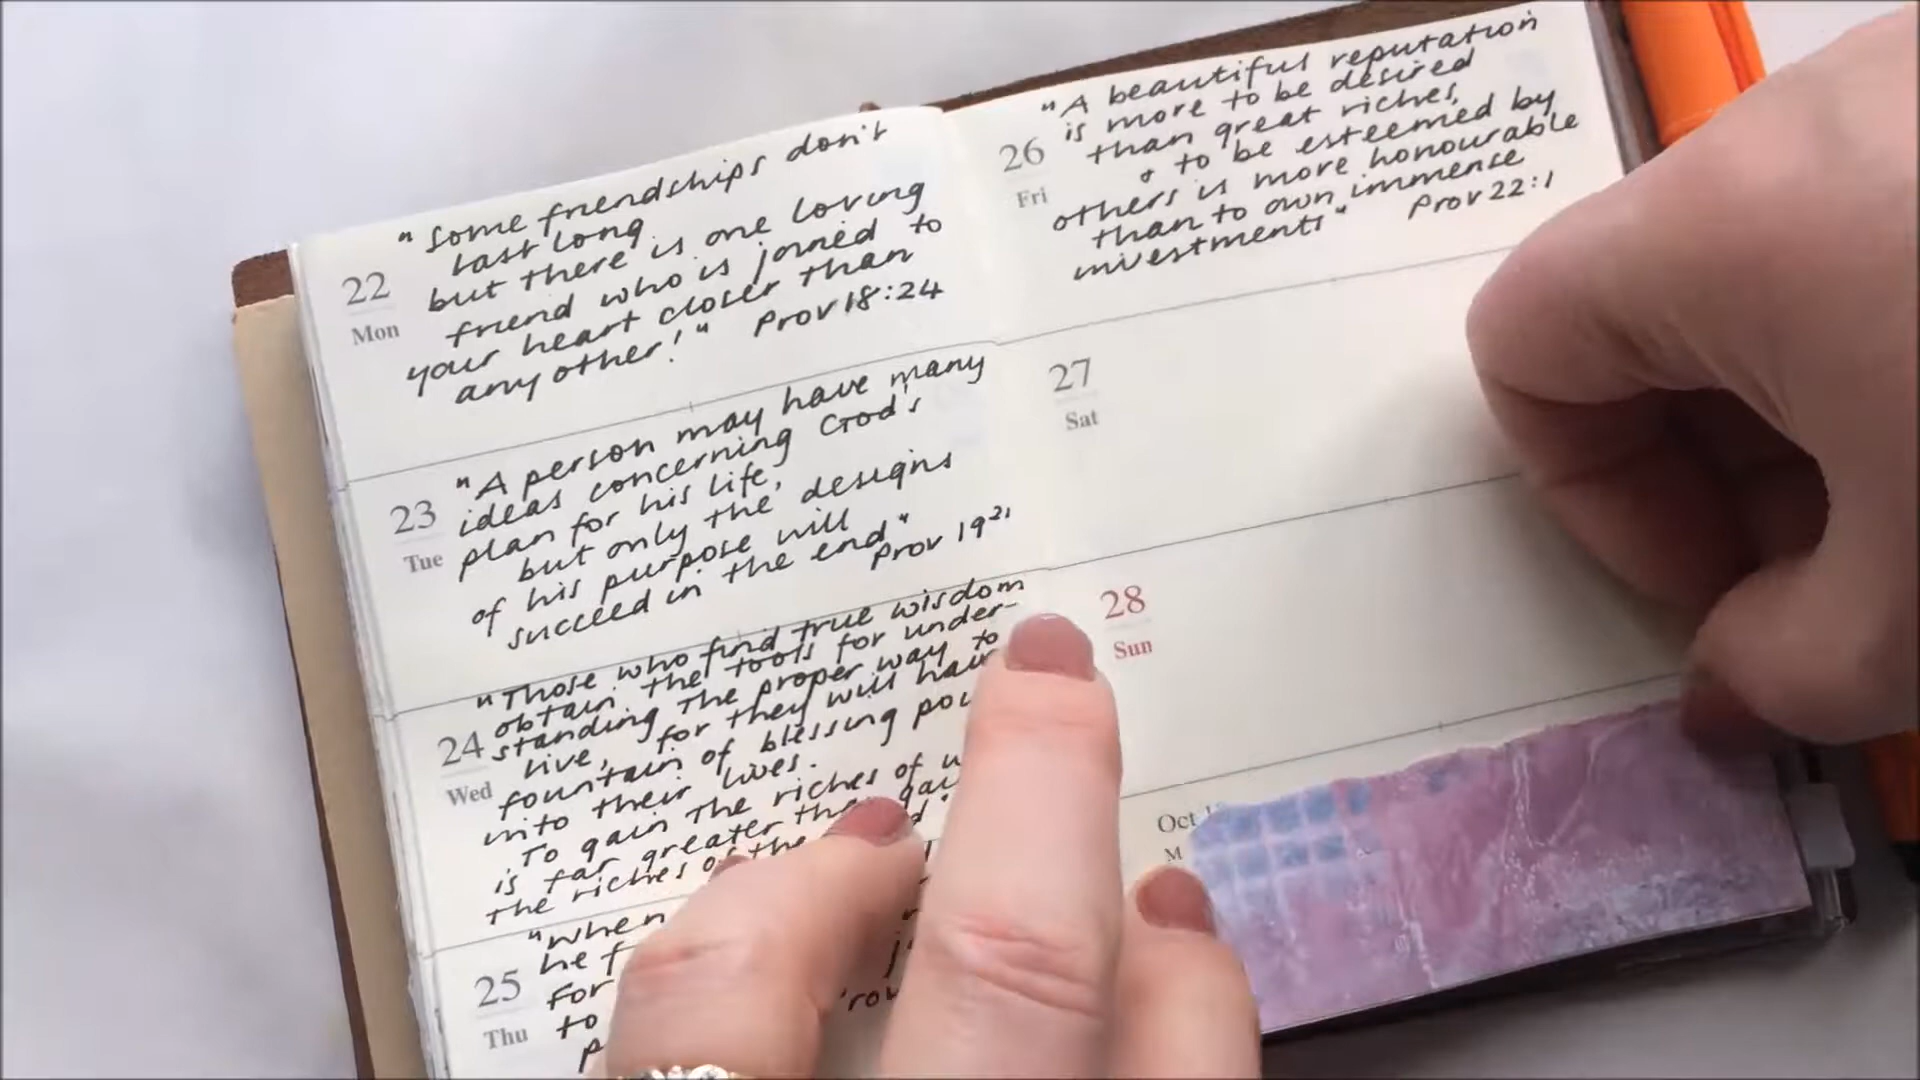 22
Mon
"Some friendships don't
last long
but there is one loving
friend who is joined to
your heart closer than
any other!" Prov 18:24
23
Tue
"A person may have many
ideas concerning God's
plan for his life,
but only the designs
of his purpose will
succeed in the end"
Prov 19 21
24
Wed
"Those who find true wisdom
obtain the tools for under-
standing the proper way to
live, for they will have
fountain of blessing
into their lives.
To gain the riches of
is far greater than
the riches of the
25
Thu
"When
he
for
to
26
Fri
"A beautiful reputation
is more to be desired
than great riches,
& to be esteemed by
others is more honourable
than to own immense
investments" Prov 22:1
27
Sat
28
Sun
Oct
M